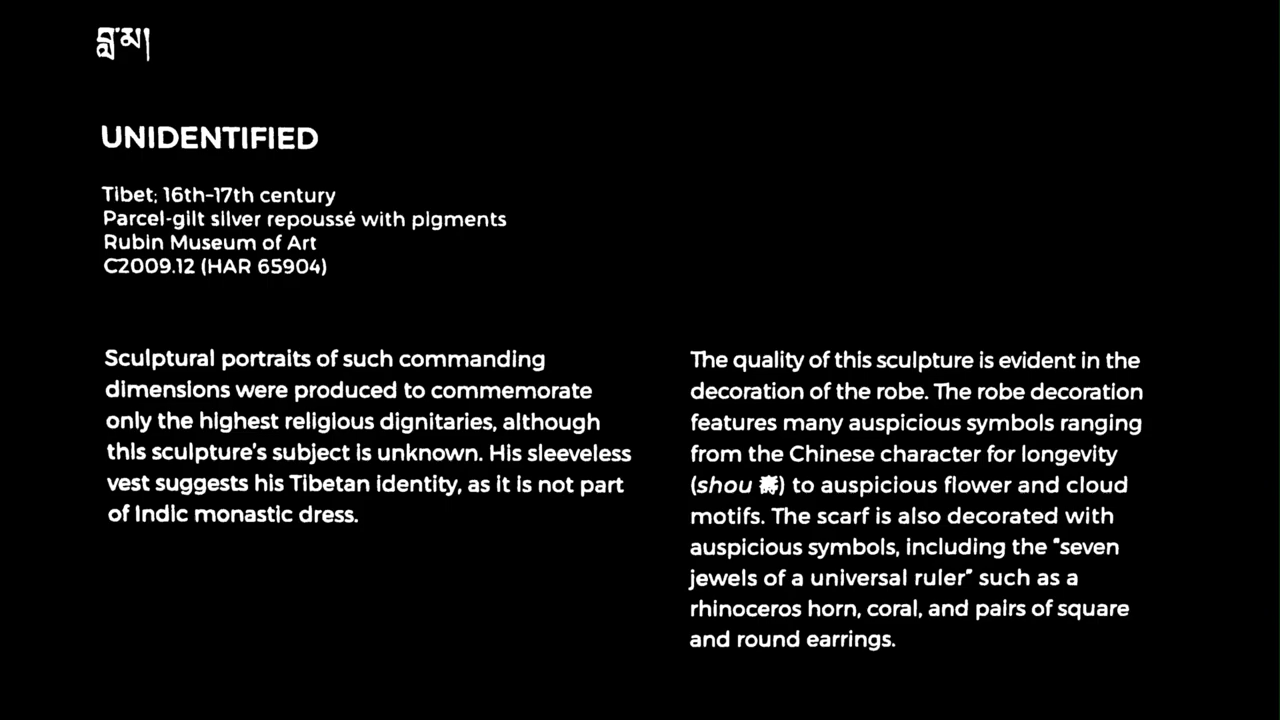 བླ་མ།
UNIDENTIFIED
Tibet; 16th–17th century
Parcel-gilt silver repoussé with pigments
Rubin Museum of Art
C2009.12 (HAR 65904)
Sculptural portraits of such commanding
dimensions were produced to commemorate
only the highest religious dignitaries, although
this sculpture's subject is unknown. His sleeveless
vest suggests his Tibetan identity, as it is not part
of Indic monastic dress.
The quality of this sculpture is evident in the
decoration of the robe. The robe decoration
features many auspicious symbols ranging
from the Chinese character for longevity
(shou 壽) to auspicious flower and cloud
motifs. The scarf is also decorated with
auspicious symbols, including the "seven
jewels of a universal ruler" such as a
rhinoceros horn, coral, and pairs of square
and round earrings.